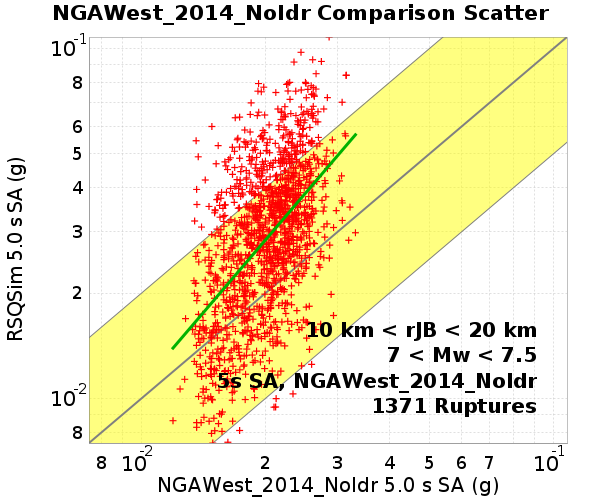 NGAWest_2014_NoIdr Comparison Scatter
10⁻¹
8
6
5
4
3
2
10⁻²
8
RSQSim 5.0 s SA (g)
10 km < rJB < 20 km
7 < Mw < 7.5
5s SA, NGAWest_2014_NoIdr
1371 Ruptures
8 10⁻² 2 3 4 5 6 7 8 10⁻¹
NGAWest_2014_NoIdr 5.0 s SA (g)